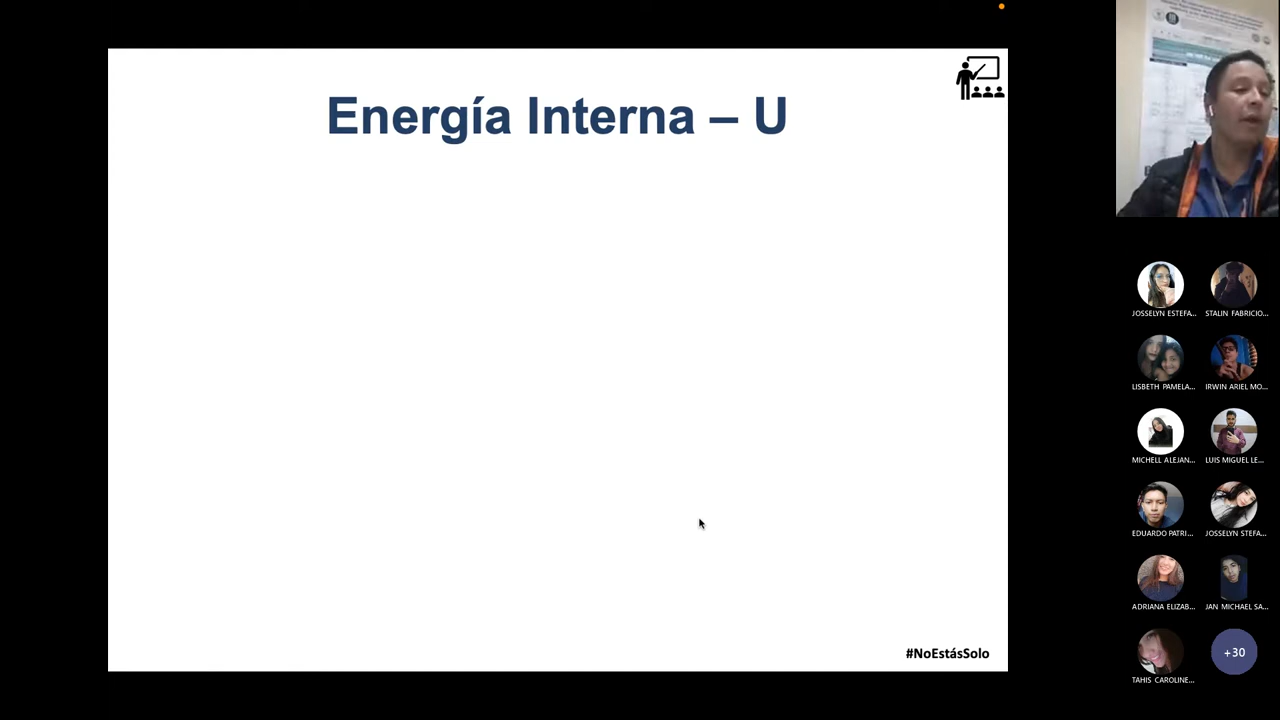 Energía Interna – U
#NoEstásSolo
JOSSELYN ESTEFA...
STALIN FABRICIO...
LISBETH PAMELA...
IRWIN ARIEL MO...
MICHELL ALEJAN...
LUIS MIGUEL LE...
EDUARDO PATRI...
JOSSELYN STEFA...
ADRIANA ELIZAB...
JAN MICHAEL SA...
TAHIS CAROLINE...
+30